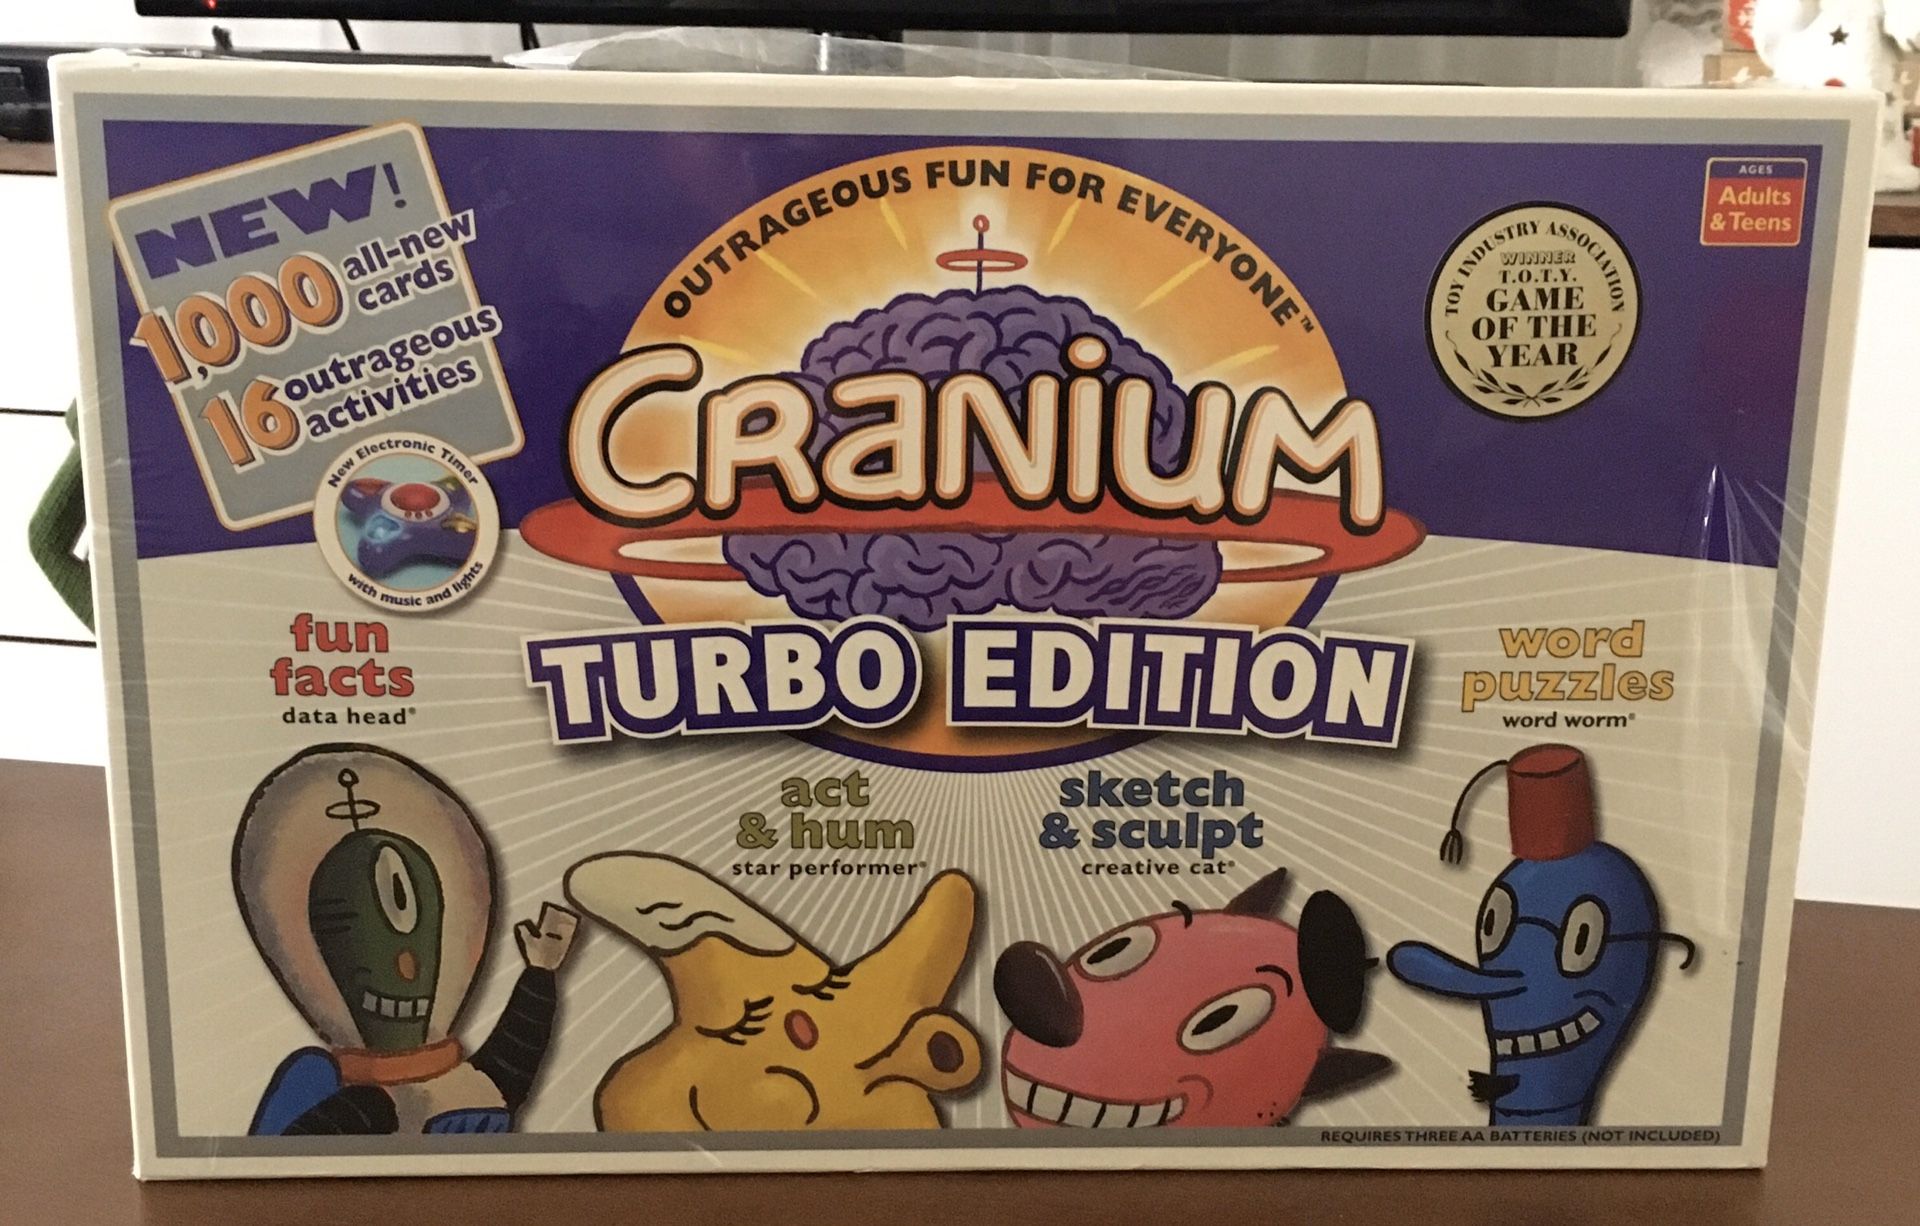 NEW!
1,000 all-new
cards
16 outrageous
activities
New Electronic Timer
with music and lights
OUTRAGEOUS FUN FOR EVERYONE™
CRANIUM
TURBO EDITION
TOY INDUSTRY ASSOCIATION
WINNER
T.O.T.Y.
GAME
OF THE
YEAR
AGES
Adults
& Teens
fun
facts
data head®
act
& hum
star performer®
sketch
& sculpt
creative cat®
word
puzzles
word worm®
REQUIRES THREE AA BATTERIES (NOT INCLUDED)